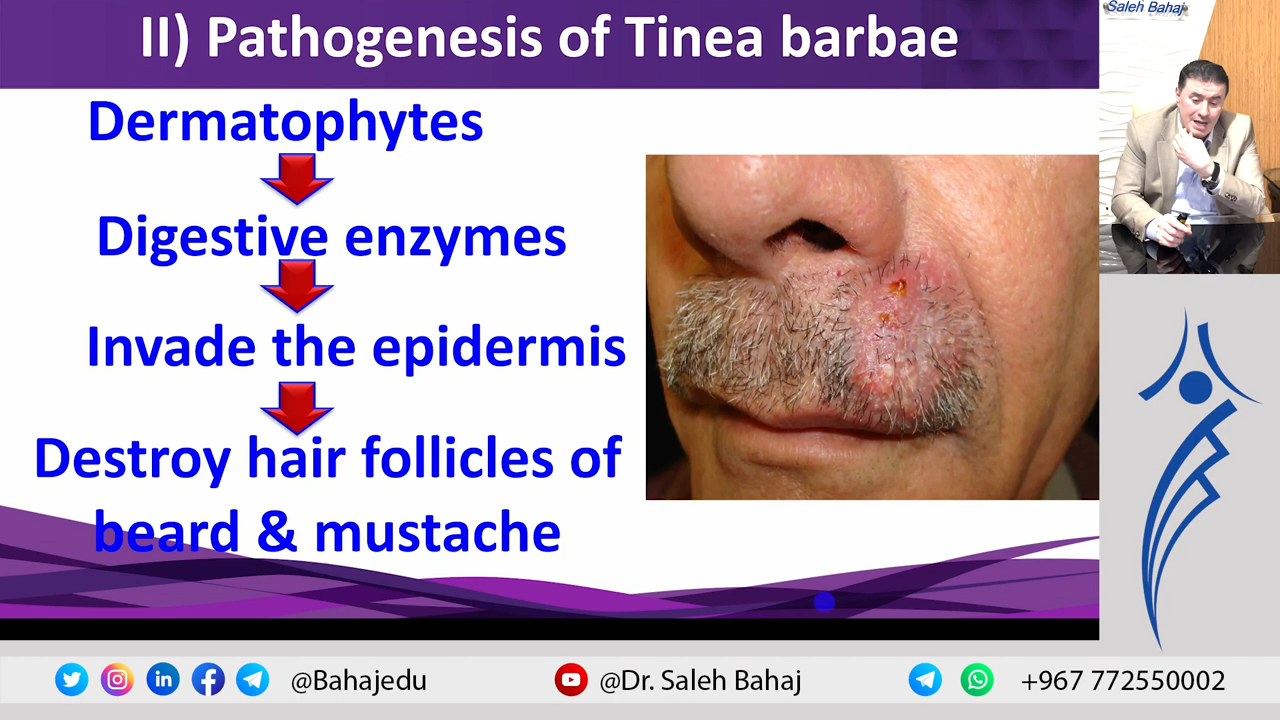 II) Pathogenesis of Tinea barbae
Saleh Bahaj
Dermatophytes
Digestive enzymes
Invade the epidermis
Destroy hair follicles of
beard & mustache
@Bahajedu
@Dr. Saleh Bahaj
+967 772550002